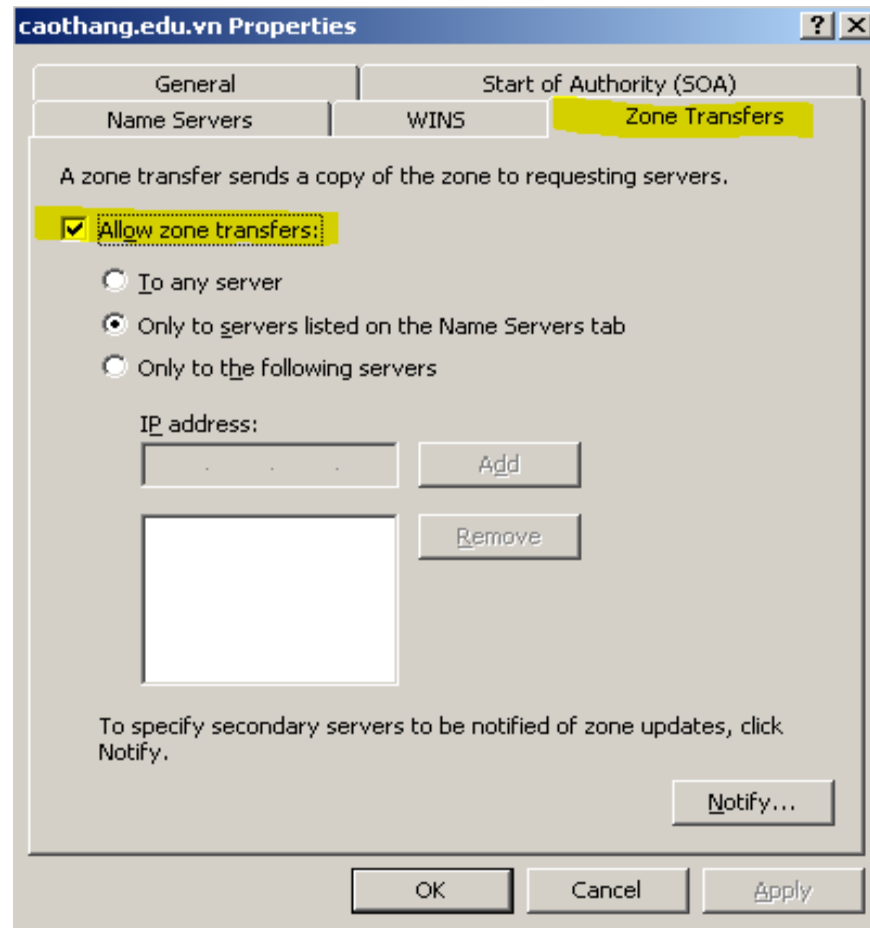 caothang.edu.vn Properties
General
Start of Authority (SOA)
Name Servers
WINS
Zone Transfers
A zone transfer sends a copy of the zone to requesting servers.
Allow zone transfers:
To any server
Only to servers listed on the Name Servers tab
Only to the following servers
IP address:
Add
Remove
To specify secondary servers to be notified of zone updates, click
Notify.
Notify...
OK
Cancel
Apply